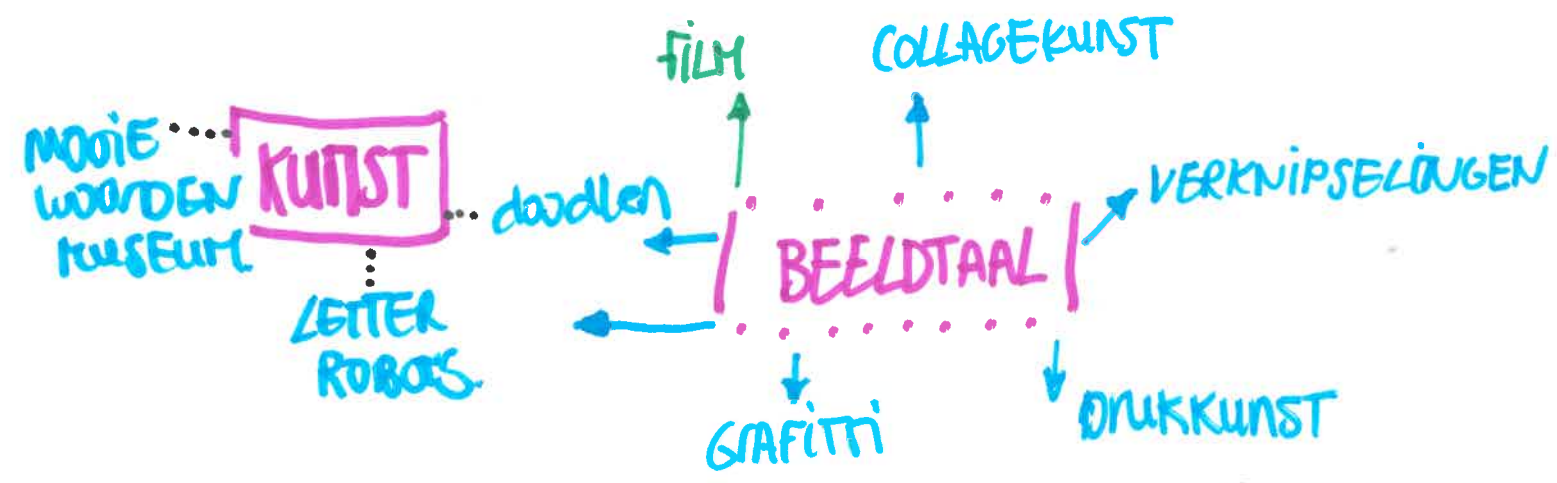 FiLM
COLLAGEKUNST
MOOiE
WOORDEN
MUSEUM.
KUNST
doodlen
VERKNiPSELiNGEN
BEELDTAAL
LETTER
ROBOTS.
GRAFiTTi
DRUKKUNST